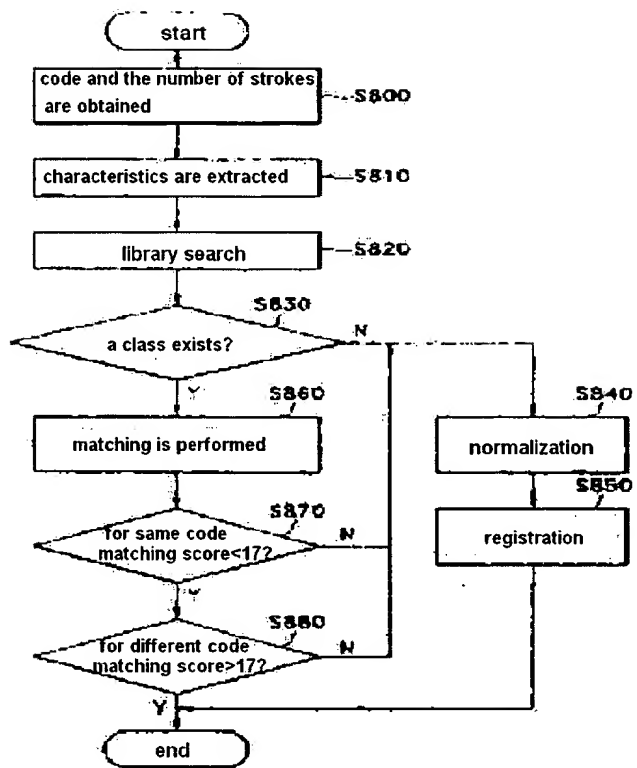 start
code and the number of strokes
are obtained
S800
characteristics are extracted
S810
library search
S820
S830
a class exists?
N
Y
S860
matching is performed
S840
normalization
S870
for same code
matching score<17?
N
Y
S850
registration
S880
for different code
matching score>17?
N
Y
end